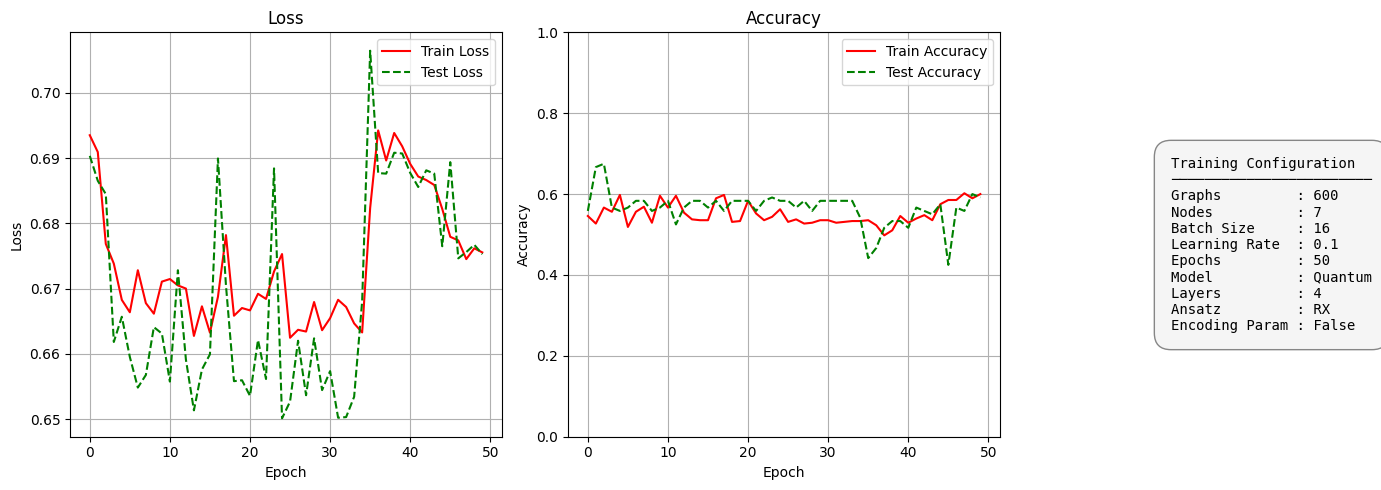 Loss
Train Loss
Test Loss
0.70
0.69
0.68
0.67
0.66
0.65
Loss
0 10 20 30 40 50
Epoch
Accuracy
Train Accuracy
Test Accuracy
1.0
0.8
0.6
0.4
0.2
0.0
Accuracy
0 10 20 30 40 50
Epoch
Training Configuration
Graphs : 600
Nodes : 7
Batch Size : 16
Learning Rate : 0.1
Epochs : 50
Model : Quantum
Layers : 4
Ansatz : RX
Encoding Param : False